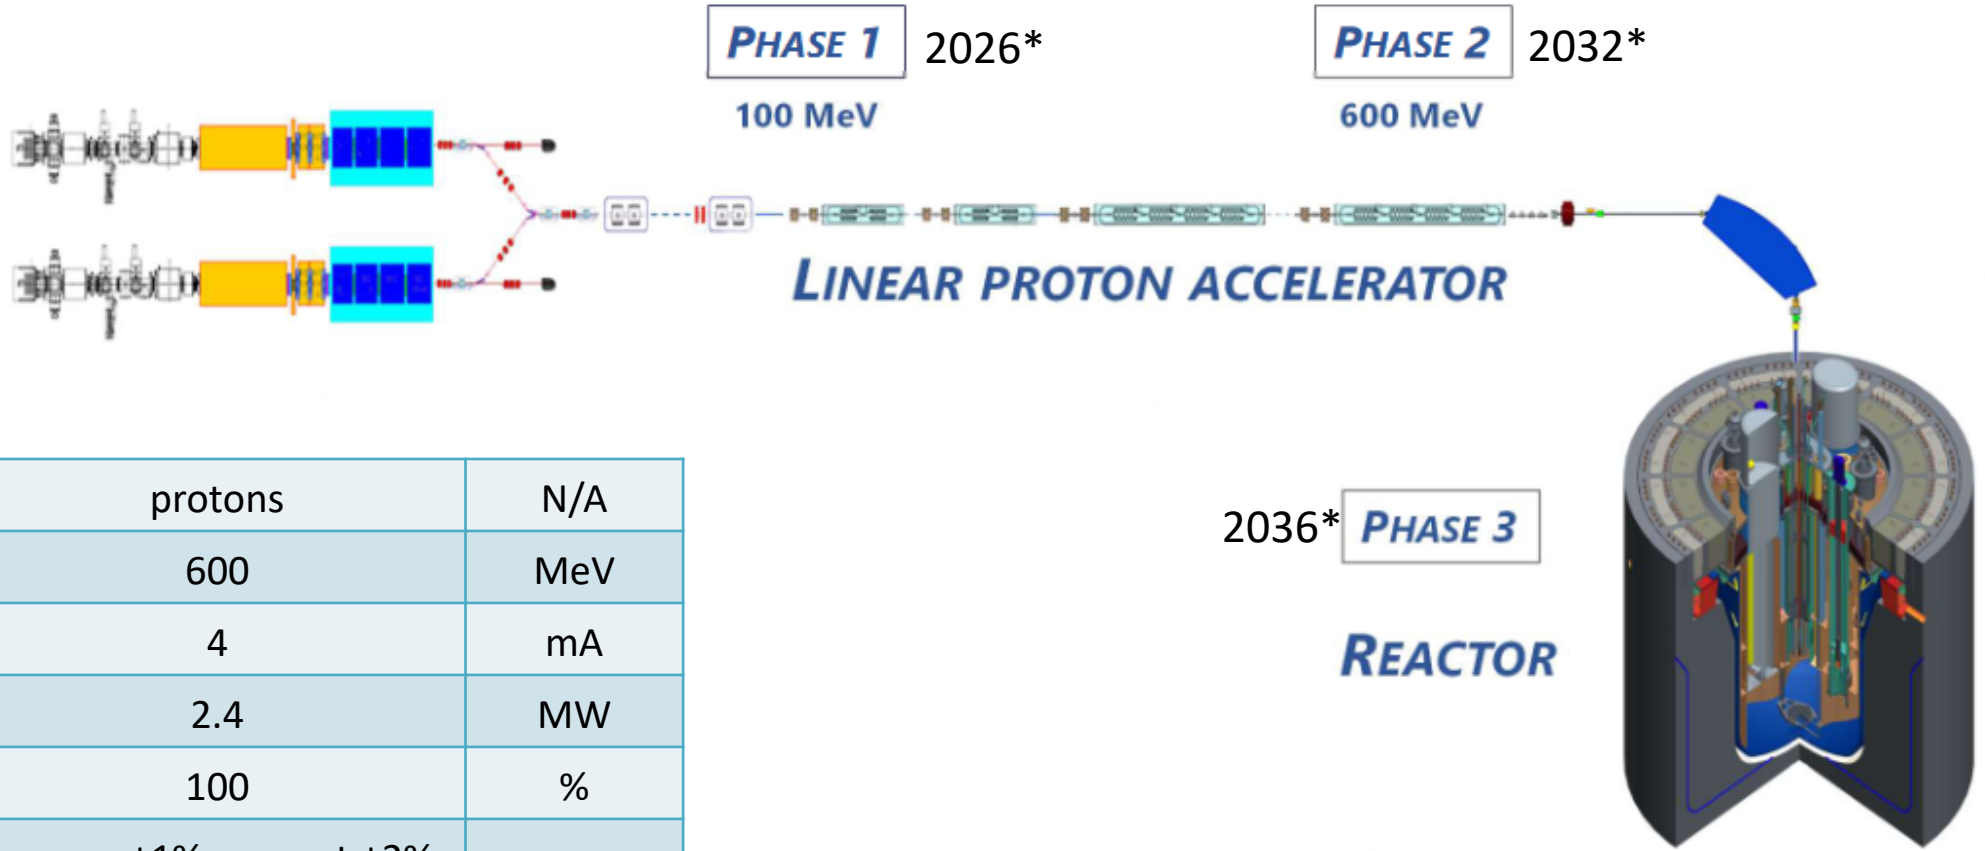 PHASE 1 2026*
PHASE 2 2032*
100 MeV
600 MeV
LINEAR PROTON ACCELERATOR
protons N/A
600 MeV
4 mA
2.4 MW
100 %
2036* PHASE 3
REACTOR